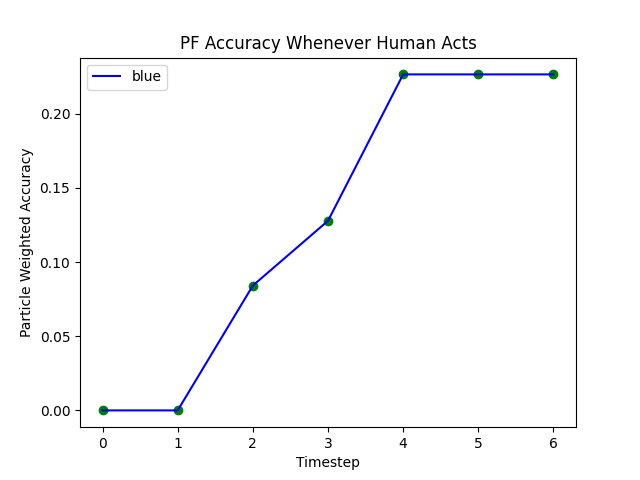 PF Accuracy Whenever Human Acts
blue
Particle Weighted Accuracy
0.20
0.15
0.10
0.05
0.00
0 1 2 3 4 5 6
Timestep